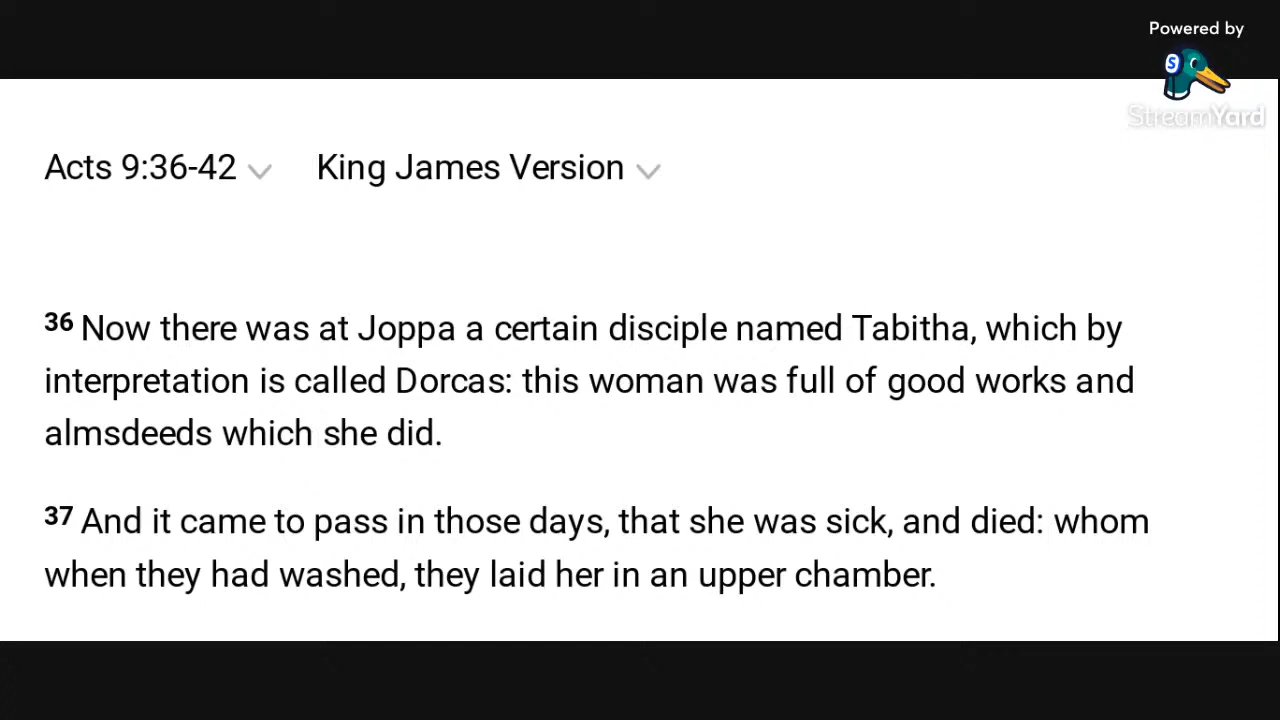 Powered by
S
StreamYard
Acts 9:36-42 King James Version
36 Now there was at Joppa a certain disciple named Tabitha, which by
interpretation is called Dorcas: this woman was full of good works and
almsdeeds which she did.
37 And it came to pass in those days, that she was sick, and died: whom
when they had washed, they laid her in an upper chamber.